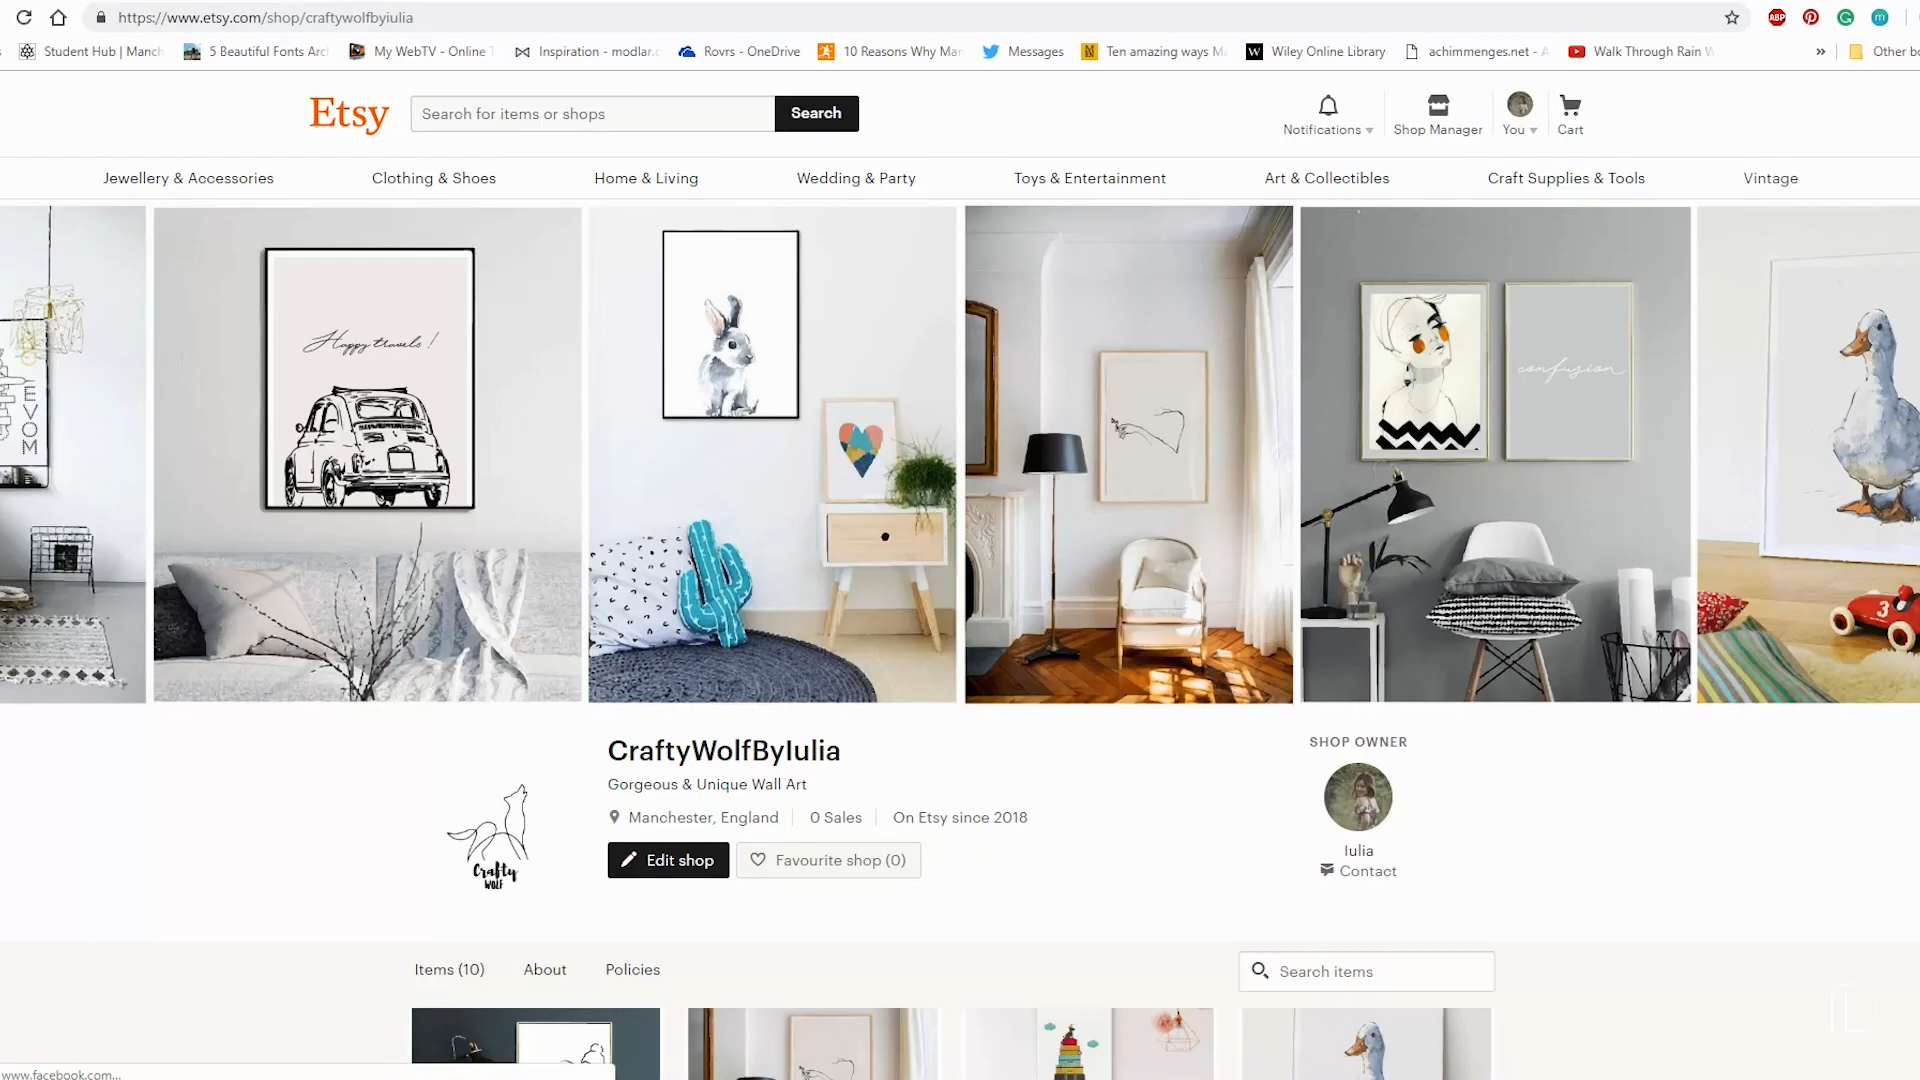 https://www.etsy.com/shop/craftywolfbyiulia
ABP
Student Hub | Manch
5 Beautiful Fonts Arc
My WebTV - Online T
Inspiration - modlar.c
Rovrs - OneDrive
10 Reasons Why Mar
Messages
Ten amazing ways Ma
Wiley Online Library
achimmenges.net - A
Walk Through Rain W
»
Other bo
Etsy
Search for items or shops
Search
Notifications
Shop Manager
You
Cart
Jewellery & Accessories
Clothing & Shoes
Home & Living
Wedding & Party
Toys & Entertainment
Art & Collectibles
Craft Supplies & Tools
Vintage
Happy travels!
confusion
EVOM
3
CraftyWolfByIulia
Gorgeous & Unique Wall Art
Manchester, England
0 Sales
On Etsy since 2018
Edit shop
Favourite shop (0)
SHOP OWNER
Iulia
Contact
Crafty
WOLF
Items (10)
About
Policies
Search items
www.facebook.com...